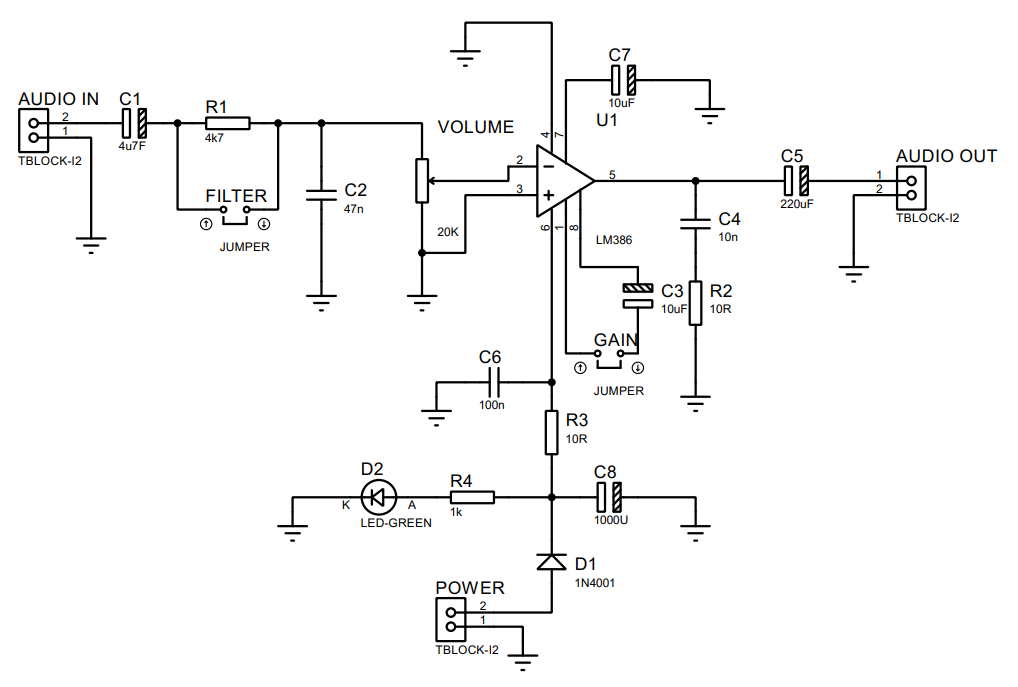 C7
10uF
U1
4
7
AUDIO IN
2
1
TBLOCK-I2
C1
4u7F
R1
4k7
FILTER
JUMPER
C2
47n
VOLUME
20K
2
3
5
6
1
8
LM386
C5
220uF
AUDIO OUT
1
2
TBLOCK-I2
C4
10n
C3
10uF
R2
10R
GAIN
JUMPER
C6
100n
R3
10R
D2
K
A
LED-GREEN
R4
1k
C8
1000U
D1
1N4001
POWER
2
1
TBLOCK-I2